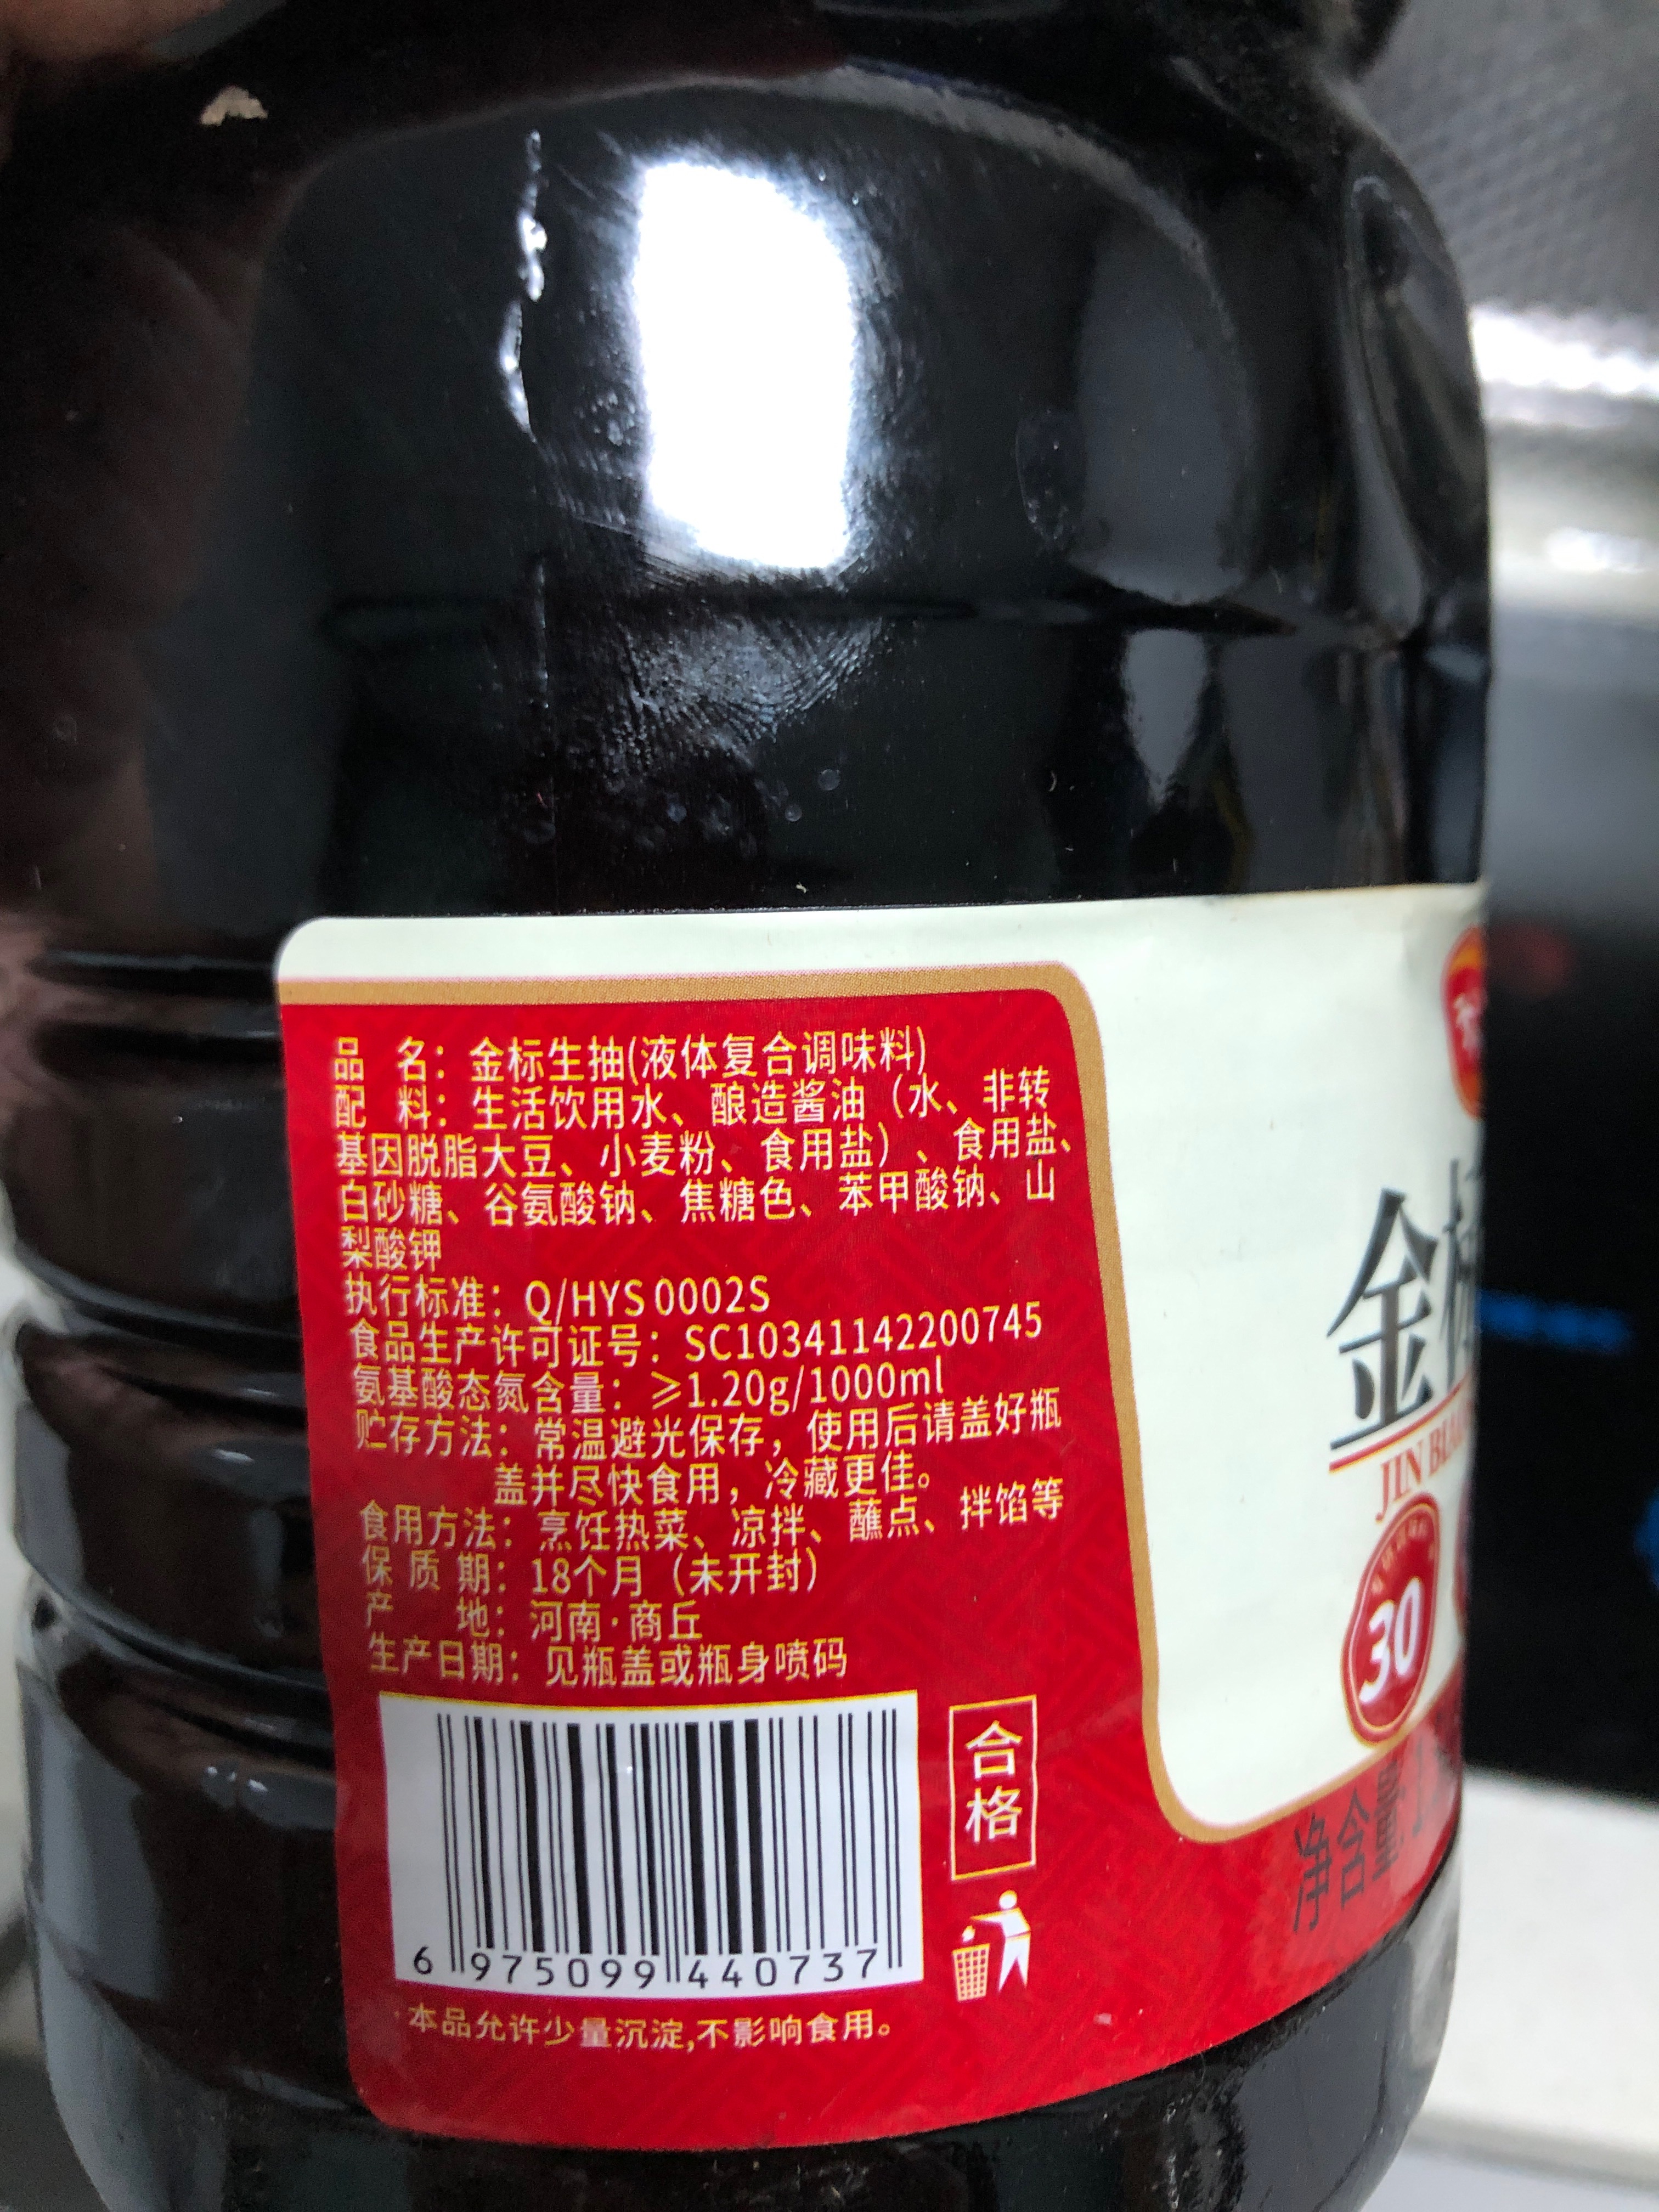 品 名：金标生抽(液体复合调味料)
配 料：生活饮用水、酿造酱油（水、非转
基因脱脂大豆、小麦粉、食用盐）、食用盐、
白砂糖、谷氨酸钠、焦糖色、苯甲酸钠、山
梨酸钾
执行标准：Q/HYS 0002S
食品生产许可证号：SC10341142200745
氨基酸态氮含量：≥1.20g/1000ml
贮存方法：常温避光保存，使用后请盖好瓶
盖并尽快食用，冷藏更佳。
食用方法：烹饪热菜、凉拌、蘸点、拌馅等
保 质 期：18个月（未开封）
产 地：河南·商丘
生产日期：见瓶盖或瓶身喷码
合格
6 975099 440737
本品允许少量沉淀,不影响食用。
金标
JIN BIAO
30
净含量